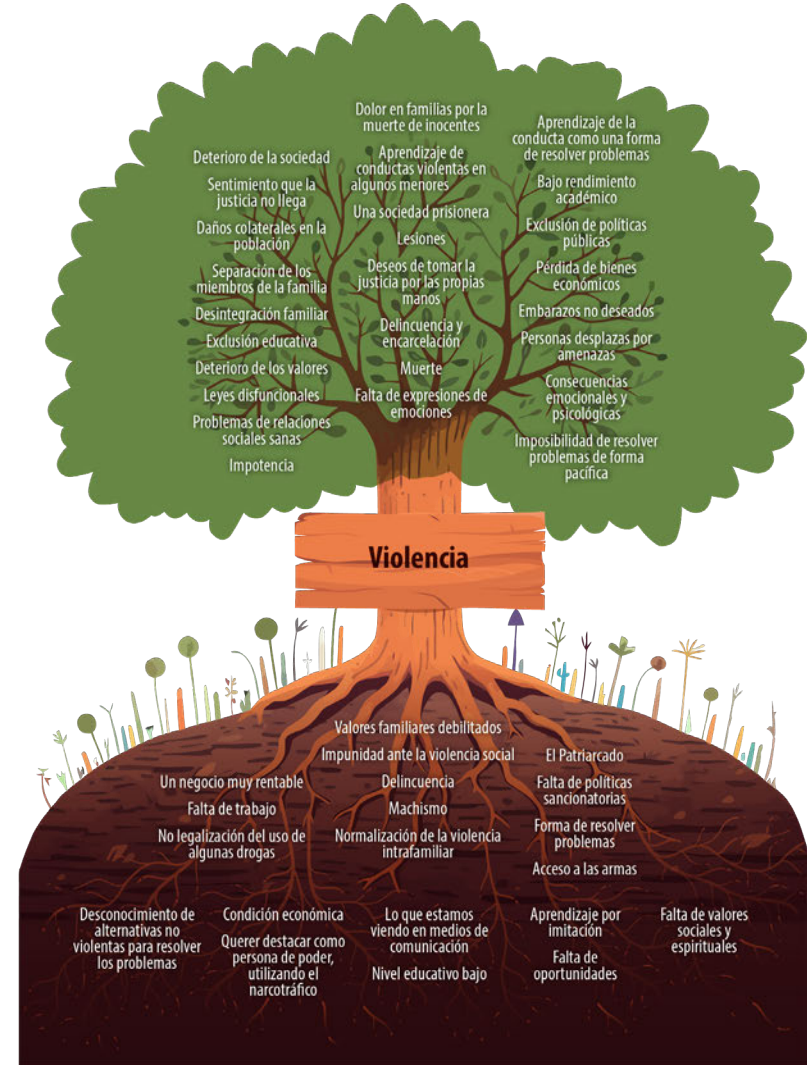 Deterioro de la sociedad
Sentimiento que la
justicia no llega
Daños colaterales en la
población
Separación de los
miembros de la familia
Desintegración familiar
Exclusión educativa
Deterioro de los valores
Leyes disfuncionales
Problemas de relaciones
sociales sanas
Impotencia
Dolor en familias por la
muerte de inocentes
Aprendizaje de
conductas violentas en
algunos menores
Una sociedad prisionera
Lesiones
Deseos de tomar la
justicia por las propias
manos
Delincuencia y
encarcelación
Muerte
Falta de expresiones de
emociones
Aprendizaje de la
conducta como una forma
de resolver problemas
Bajo rendimiento
académico
Exclusión de políticas
públicas
Pérdida de bienes
económicos
Embarazos no deseados
Personas desplazas por
amenazas
Consecuencias
emocionales y
psicológicas
Imposibilidad de resolver
problemas de forma
pacífica
Violencia
Un negocio muy rentable
Falta de trabajo
No legalización del uso de
algunas drogas
Valores familiares debilitados
Impunidad ante la violencia social
Delincuencia
Machismo
Normalización de la violencia
intrafamiliar
El Patriarcado
Falta de políticas
sancionatorias
Forma de resolver
problemas
Acceso a las armas
Desconocimiento de
alternativas no
violentas para resolver
los problemas
Condición económica
Querer destacar como
persona de poder,
utilizando el
narcotráfico
Lo que estamos
viendo en medios de
comunicación
Nivel educativo bajo
Aprendizaje por
imitación
Falta de
oportunidades
Falta de valores
sociales y
espirituales